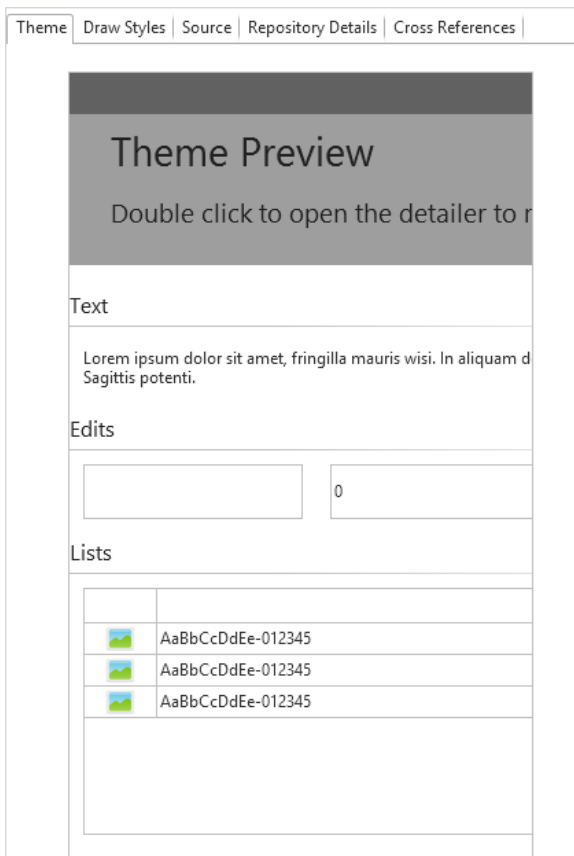 Theme Draw Styles Source Repository Details Cross References
Theme Preview
Double click to open the detailer to
Text
Lorem ipsum dolor sit amet, fringilla mauris wisi. In aliquam
Sagittis potenti.
Edits
0
Lists
AaBbCcDdEe-012345
AaBbCcDdEe-012345
AaBbCcDdEe-012345